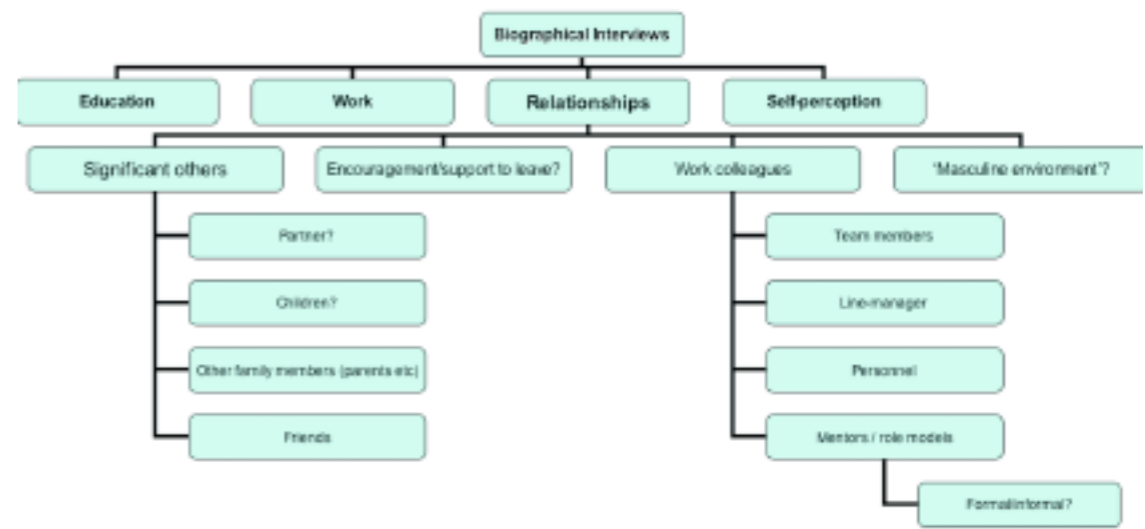 Biographical Interviews
Education
Work
Relationships
Self-perception
Significant others
Encouragement/support to leave?
Work colleagues
'Masculine environment'?
Partner?
Children?
Other family members (parents etc)
Friends
Team members
Line-manager
Personnel
Mentors / role models
Formal/informal?